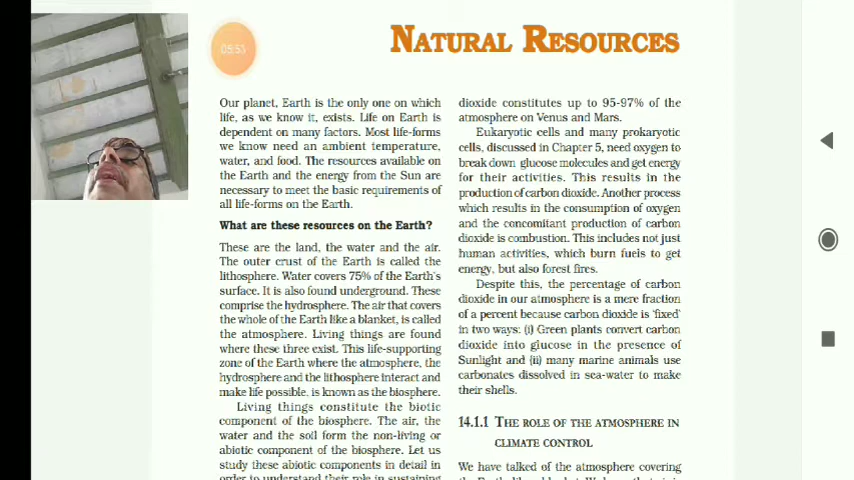 NATURAL RESOURCES
05:53
Our planet, Earth is the only one on which
life, as we know it, exists. Life on Earth is
dependent on many factors. Most life-forms
we know need an ambient temperature,
water, and food. The resources available on
the Earth and the energy from the Sun are
necessary to meet the basic requirements of
all life-forms on the Earth.
What are these resources on the Earth?
These are the land, the water and the air.
The outer crust of the Earth is called the
lithosphere. Water covers 75% of the Earth's
surface. It is also found underground. These
comprise the hydrosphere. The air that covers
the whole of the Earth like a blanket, is called
the atmosphere. Living things are found
where these three exist. This life-supporting
zone of the Earth where the atmosphere, the
hydrosphere and the lithosphere interact and
make life possible, is known as the biosphere.
Living things constitute the biotic
component of the biosphere. The air, the
water and the soil form the non-living or
abiotic component of the biosphere. Let us
study these abiotic components in detail in
order to understand their role in sustaining
dioxide constitutes up to 95-97% of the
atmosphere on Venus and Mars.
Eukaryotic cells and many prokaryotic
cells, discussed in Chapter 5, need oxygen to
break down glucose molecules and get energy
for their activities. This results in the
production of carbon dioxide. Another process
which results in the consumption of oxygen
and the concomitant production of carbon
dioxide is combustion. This includes not just
human activities, which burn fuels to get
energy, but also forest fires.
Despite this, the percentage of carbon
dioxide in our atmosphere is a mere fraction
of a percent because carbon dioxide is 'fixed'
in two ways: (i) Green plants convert carbon
dioxide into glucose in the presence of
Sunlight and (ii) many marine animals use
carbonates dissolved in sea-water to make
their shells.
14.1.1 THE ROLE OF THE ATMOSPHERE IN
CLIMATE CONTROL
We have talked of the atmosphere covering